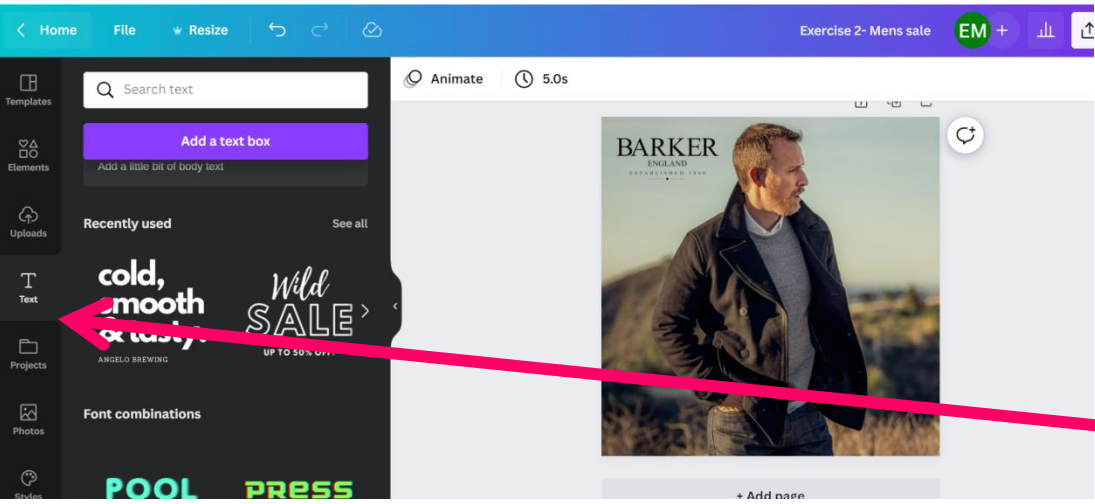 Home File Resize Exercise 2- Mens sale EM +
Animate 5.0s
Templates
Elements
Uploads
Text
Projects
Photos
Styles
Search text
Add a text box
Add a little bit of body text
Recently used See all
cold,
smooth
& tasty.
ANGELO BREWING
Wild
SALE
UP TO 50% OFF!
Font combinations
POOL PRESS
BARKER
ENGLAND
ESTABLISHED 1880
+ Add page